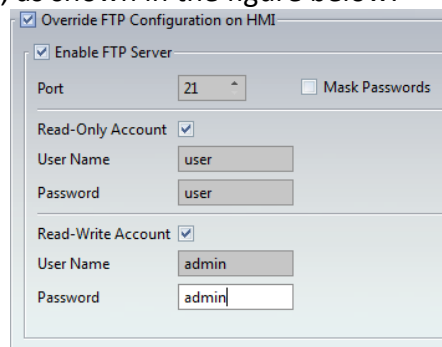 ) as shown in the figure below.
Override FTP Configuration on HMI
Enable FTP Server
Port 21 Mask Passwords
Read-Only Account
User Name user
Password user
Read-Write Account
User Name admin
Password admin